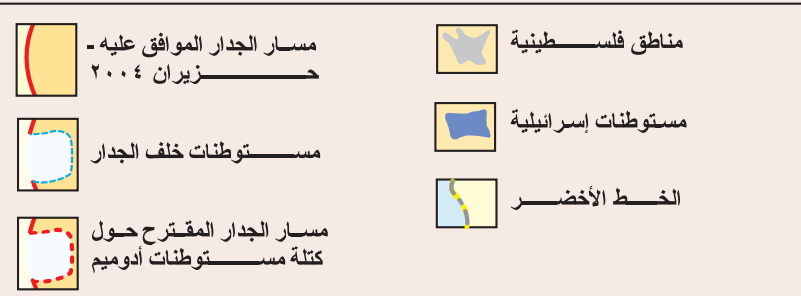 مناطق فلسطينية
مستوطنات إسرائيلية
الخط الأخضر
مسار الجدار الموافق عليه -
حزيران ٢٠٠٤
مستوطنات خلف الجدار
مسار الجدار المقترح حول
كتلة مستوطنات أدوميم